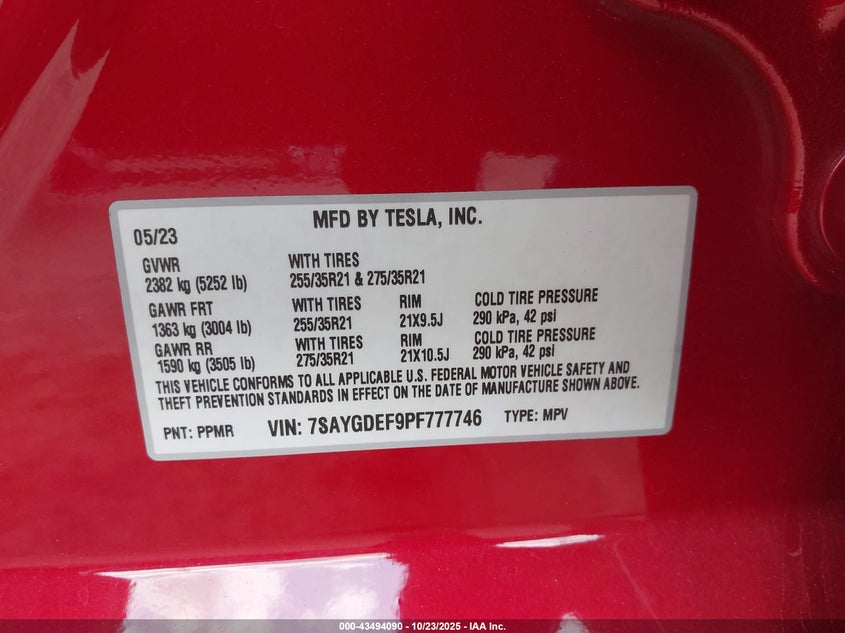 MFD BY TESLA, INC.
05/23
GVWR WITH TIRES
2382 kg (5252 lb) 255/35R21 & 275/35R21
GAWR FRT WITH TIRES RIM COLD TIRE PRESSURE
1363 kg (3004 lb) 255/35R21 21X9.5J 290 kPa, 42 psi
GAWR RR WITH TIRES RIM COLD TIRE PRESSURE
1590 kg (3505 lb) 275/35R21 21X10.5J 290 kPa, 42 psi
THIS VEHICLE CONFORMS TO ALL APPLICABLE U.S. FEDERAL MOTOR VEHICLE SAFETY AND
THEFT PREVENTION STANDARDS IN EFFECT ON THE DATE OF MANUFACTURE SHOWN ABOVE.
PNT: PPMR VIN: 7SAYGDEF9PF777746 TYPE: MPV
000-43494090 - 10/23/2025 - IAA Inc.